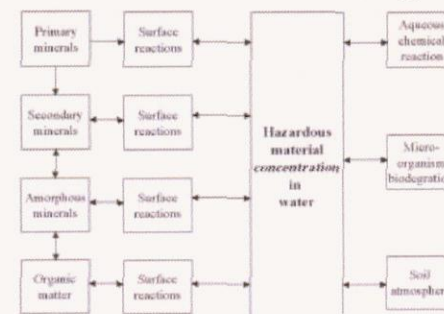 Primary
minerals
Surface
reactions
Aqueous
chemical
reaction
Secondary
minerals
Surface
reactions
Hazardous
material
concentration
in
water
Micro-
organism
biodegration
Amorphous
minerals
Surface
reactions
Organic
matter
Surface
reactions
Soil
atmosphere